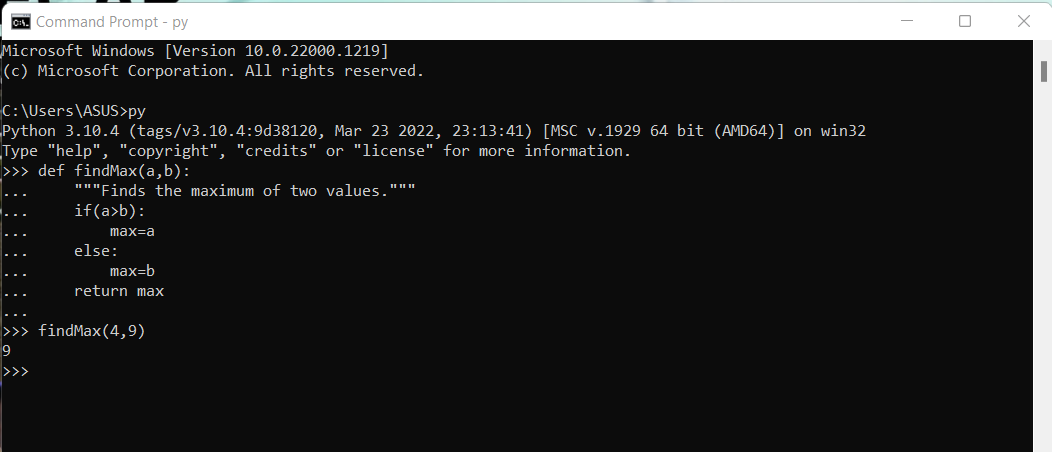 Command Prompt - py
Microsoft Windows [Version 10.0.22000.1219]
(c) Microsoft Corporation. All rights reserved.

C:\Users\ASUS>py
Python 3.10.4 (tags/v3.10.4:9d38120, Mar 23 2022, 23:13:41) [MSC v.1929 64 bit (AMD64)] on win32
Type "help", "copyright", "credits" or "license" for more information.
>>> def findMax(a,b):
...     """Finds the maximum of two values."""
...     if(a>b):
...         max=a
...     else:
...         max=b
...     return max
...
>>> findMax(4,9)
9
>>>